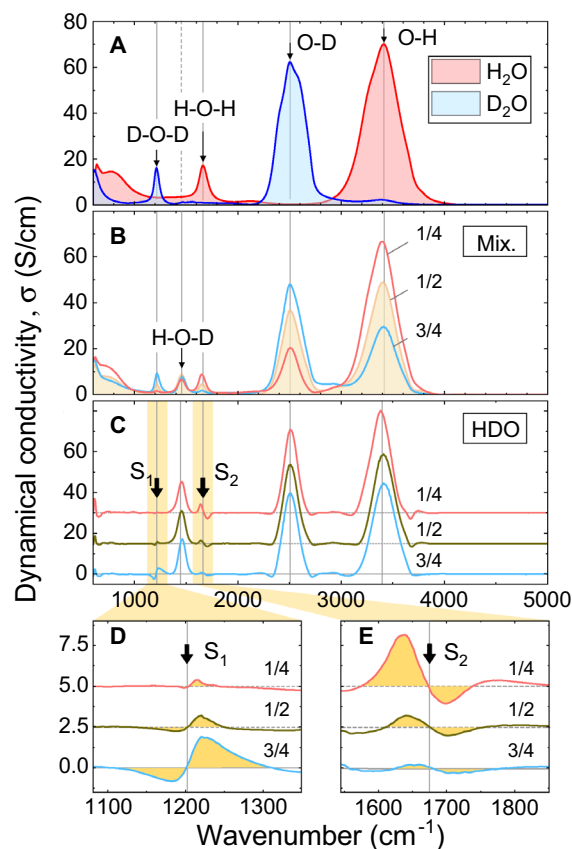 Dynamical conductivity, σ (S/cm)
A
80
60
40
20
0
D-O-D
H-O-H
O-D
O-H
H₂O
D₂O
B
60
40
20
0
H-O-D
1/4
1/2
3/4
Mix.
C
80
60
40
20
0
S₁
S₂
HDO
1/4
1/2
3/4
1000 2000 3000 4000 5000
D
7.5
5.0
2.5
0.0
S₁
1/4
1/2
3/4
1100 1200 1300
E
S₂
1/4
1/2
3/4
1600 1700 1800
Wavenumber (cm⁻¹)